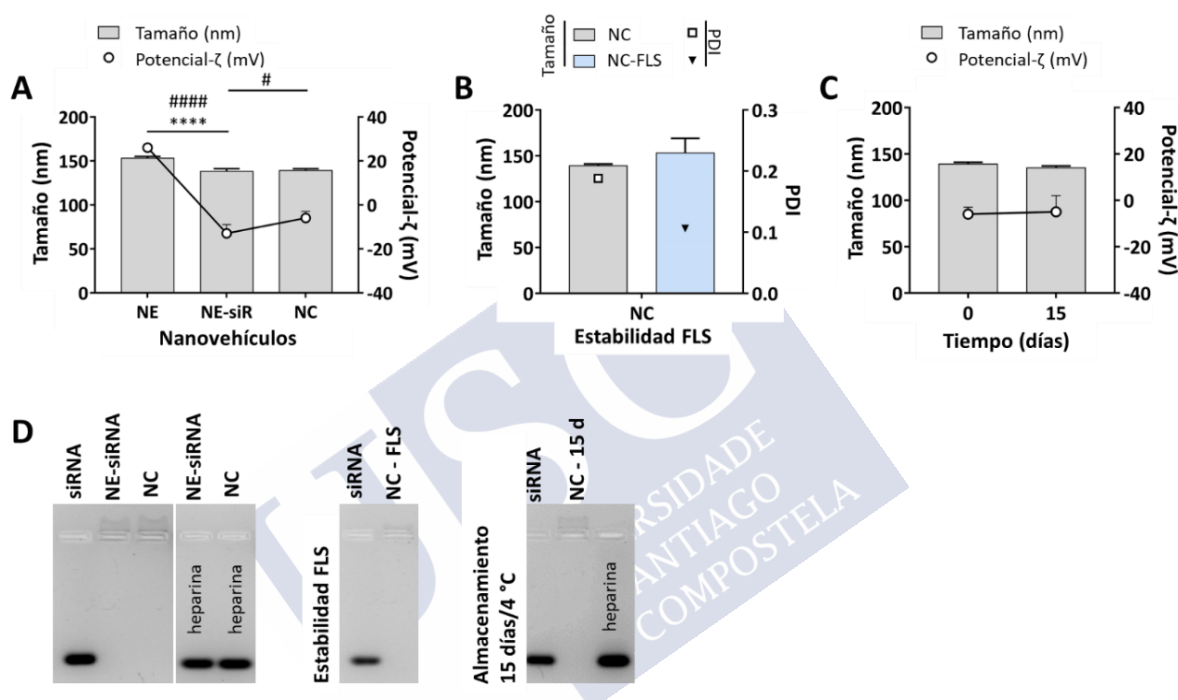 Tamaño (nm)
Potencial-ζ (mV)
A
####
****
#
200
150
100
50
0
Tamaño (nm)
40
20
0
-20
-40
Potencial-ζ (mV)
NE
NE-siR
NC
Nanovehículos
Tamaño
NC
NC-FLS
PDI
B
200
150
100
50
0
Tamaño (nm)
0.3
0.2
0.1
0.0
PDI
NC
Estabilidad FLS
Tamaño (nm)
Potencial-ζ (mV)
C
200
150
100
50
0
Tamaño (nm)
40
20
0
-20
-40
Potencial-ζ (mV)
0
15
Tiempo (días)
D
siRNA
NE-siRNA
NC
NE-siRNA
NC
heparina
heparina
Estabilidad FLS
siRNA
NC - FLS
Almacenamiento
15 días/4 °C
siRNA
NC - 15 d
heparina
USC
SANTIAGO
COMPOSTELA